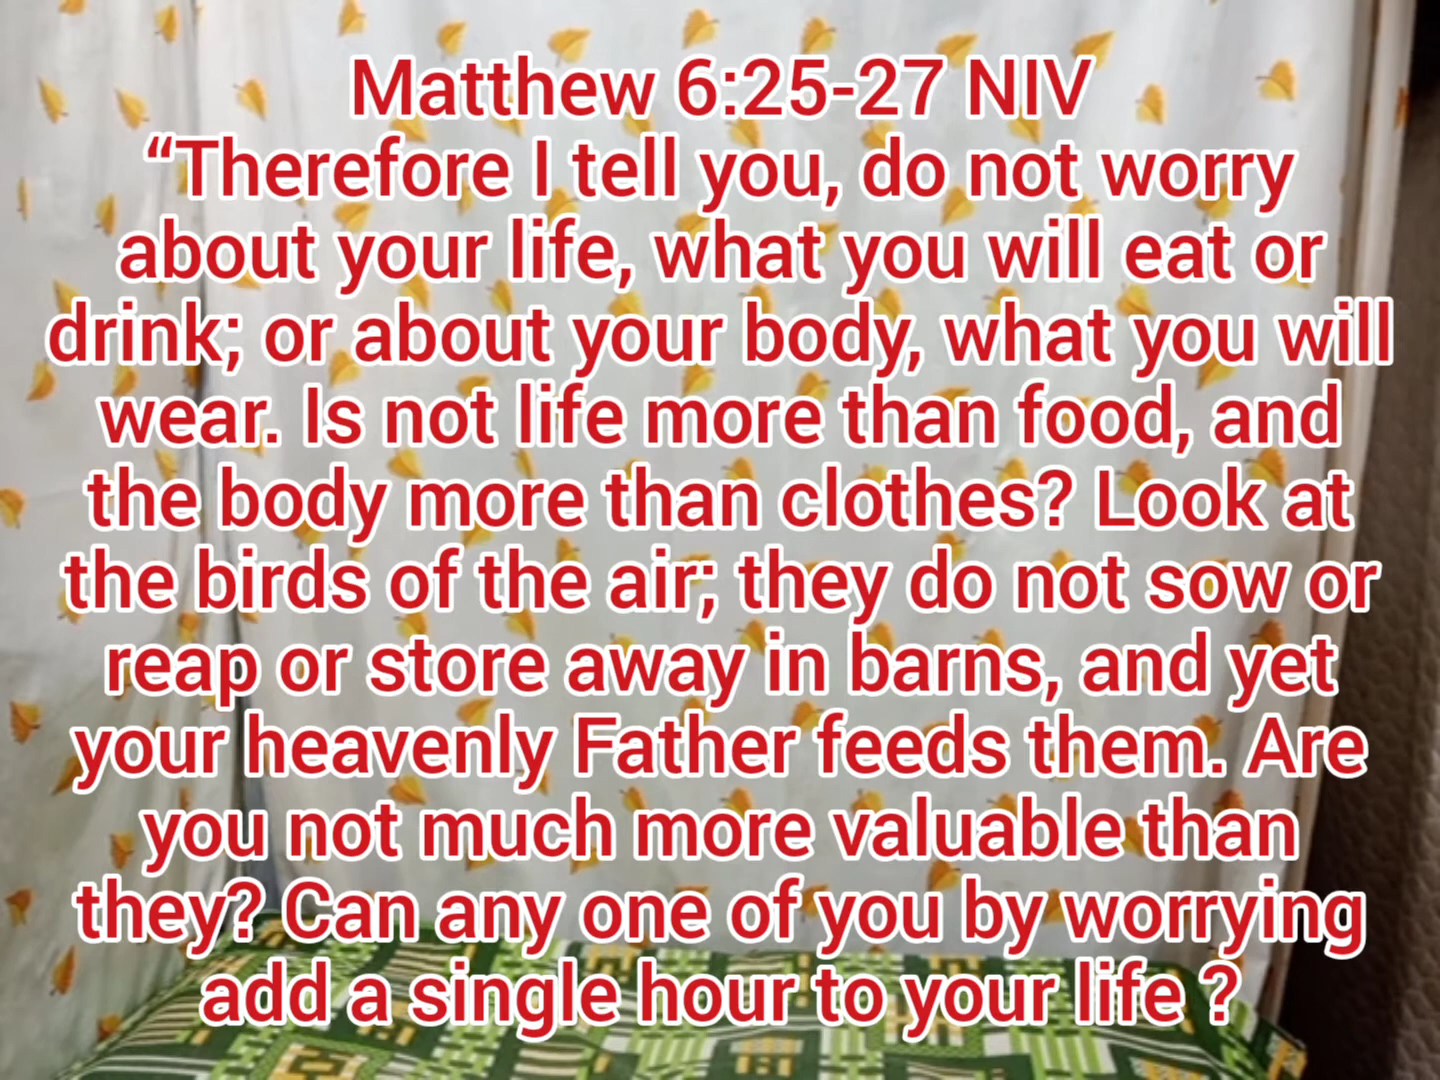 Matthew 6:25-27 NIV
“Therefore I tell you, do not worry
about your life, what you will eat or
drink; or about your body, what you will
wear. Is not life more than food, and
the body more than clothes? Look at
the birds of the air; they do not sow or
reap or store away in barns, and yet
your heavenly Father feeds them. Are
you not much more valuable than
they? Can any one of you by worrying
add a single hour to your life ?